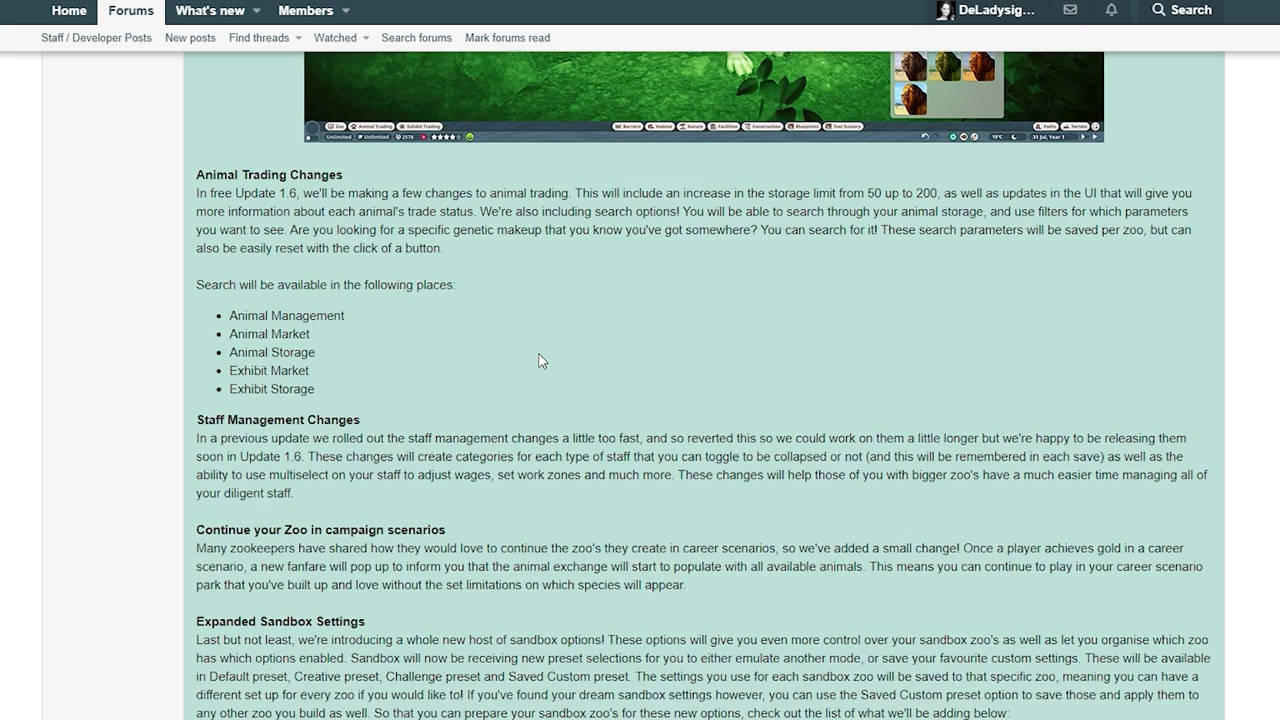 Home Forums What's new Members DeLadysig... Search
Staff / Developer Posts New posts Find threads Watched Search forums Mark forums read
Zoo Animal Trading Exhibit Trading Barriers Habitat Nature Facilities Construction Blueprints Paths Terrain
Unlimited Unlimited 2578 19°C 31 Jul, Year 1
Animal Trading Changes
In free Update 1.6, we'll be making a few changes to animal trading. This will include an increase in the storage limit from 50 up to 200, as well as updates in the UI that will give you
more information about each animal's trade status. We're also including search options! You will be able to search through your animal storage, and use filters for which parameters
you want to see. Are you looking for a specific genetic makeup that you know you've got somewhere? You can search for it! These search parameters will be saved per zoo, but can
also be easily reset with the click of a button.
Search will be available in the following places:
• Animal Management
• Animal Market
• Animal Storage
• Exhibit Market
• Exhibit Storage
Staff Management Changes
In a previous update we rolled out the staff management changes a little too fast, and so reverted this so we could work on them a little longer but we're happy to be releasing them
soon in Update 1.6. These changes will create categories for each type of staff that you can toggle to be collapsed or not (and this will be remembered in each save) as well as the
ability to use multiselect on your staff to adjust wages, set work zones and much more. These changes will help those of you with bigger zoo's have a much easier time managing all of
your diligent staff.
Continue your Zoo in campaign scenarios
Many zookeepers have shared how they would love to continue the zoo's they create in career scenarios, so we've added a small change! Once a player achieves gold in a career
scenario, a new fanfare will pop up to inform you that the animal exchange will start to populate with all available animals. This means you can continue to play in your career scenario
park that you've built up and love without the set limitations on which species will appear.
Expanded Sandbox Settings
Last but not least, we're introducing a whole new host of sandbox options! These options will give you even more control over your sandbox zoo's as well as let you organise which zoo
has which options enabled. Sandbox will now be receiving new preset selections for you to either emulate another mode, or save your favourite custom settings. These will be available
in Default preset, Creative preset, Challenge preset and Saved Custom preset. The settings you use for each sandbox zoo will be saved to that specific zoo, meaning you can have a
different set up for every zoo if you would like to! If you've found your dream sandbox settings however, you can use the Saved Custom preset option to save those and apply them to
any other zoo you build as well. So that you can prepare your sandbox zoo's for these new options, check out the list of what we'll be adding below: